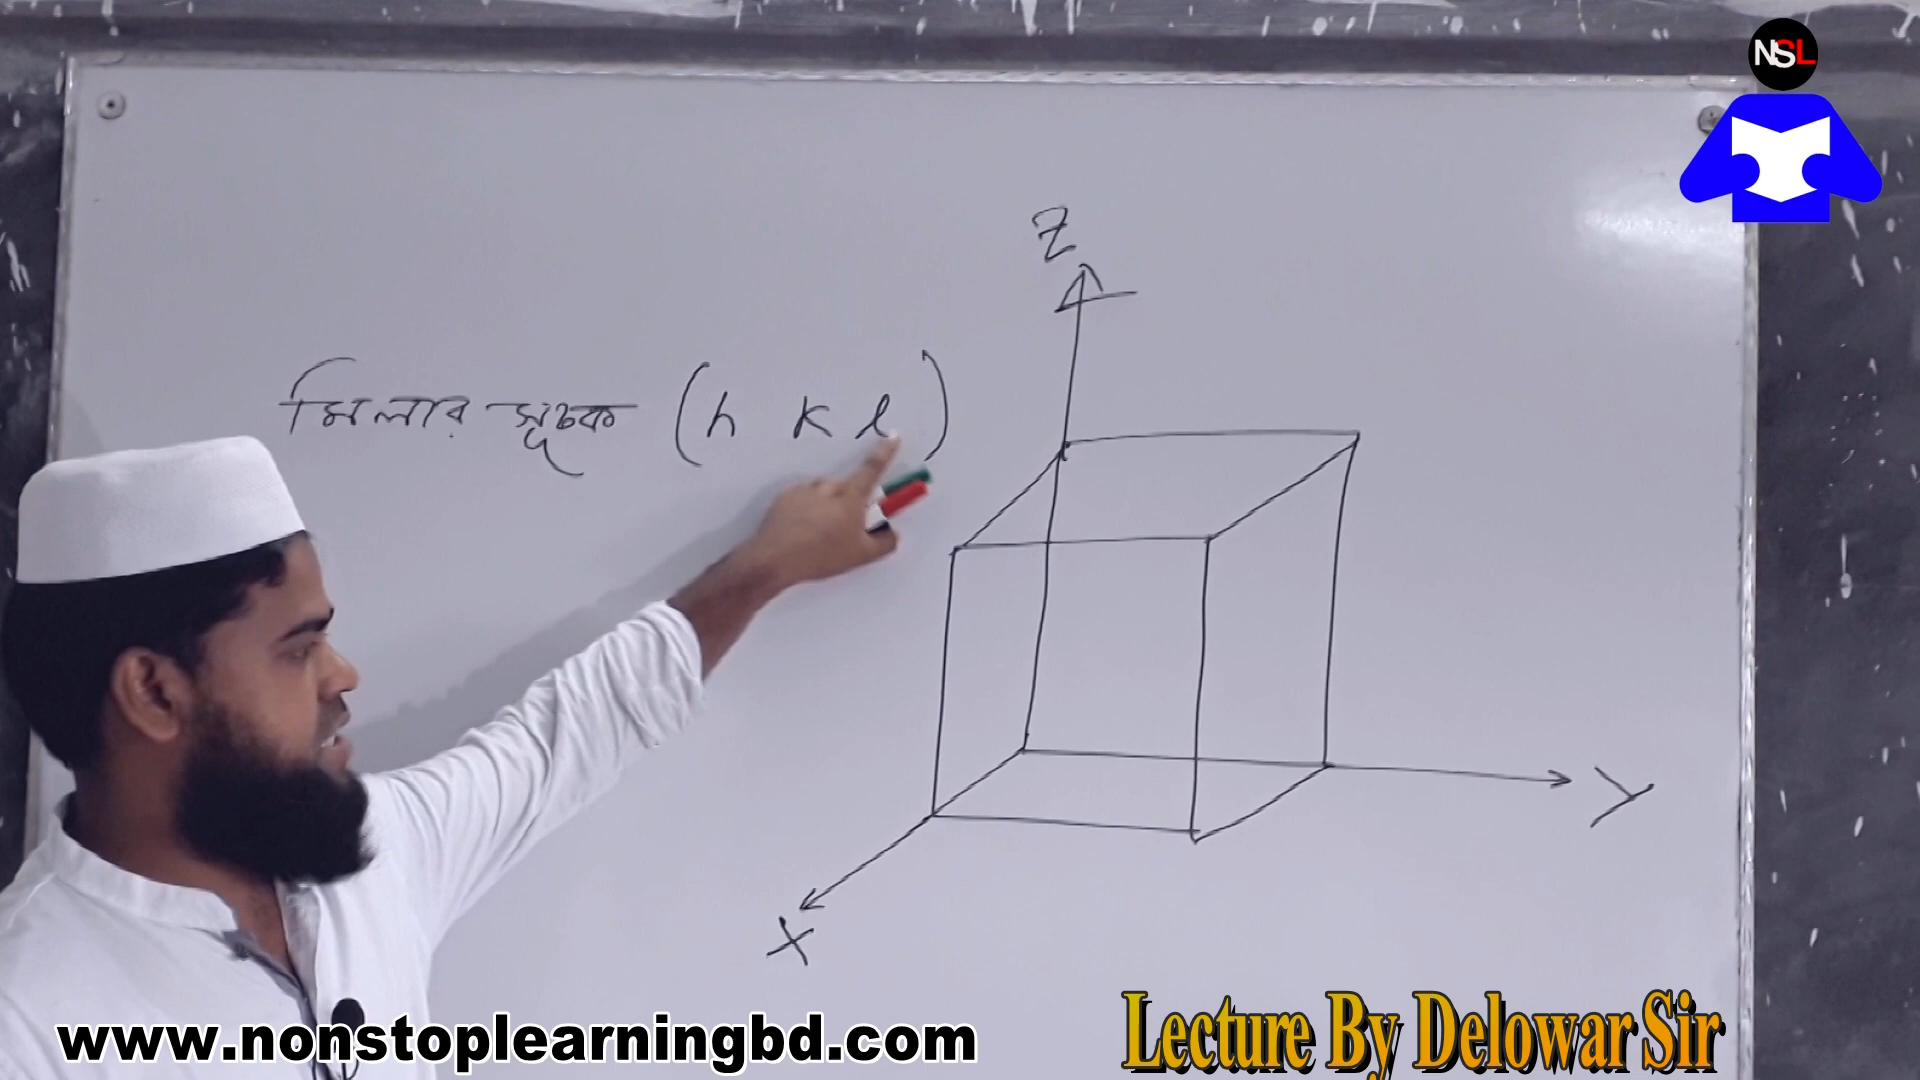 NSL
Z
মিলার সূচক (h k l)
Y
X
www.nonstoplearningbd.com
Lecture By Delowar Sir